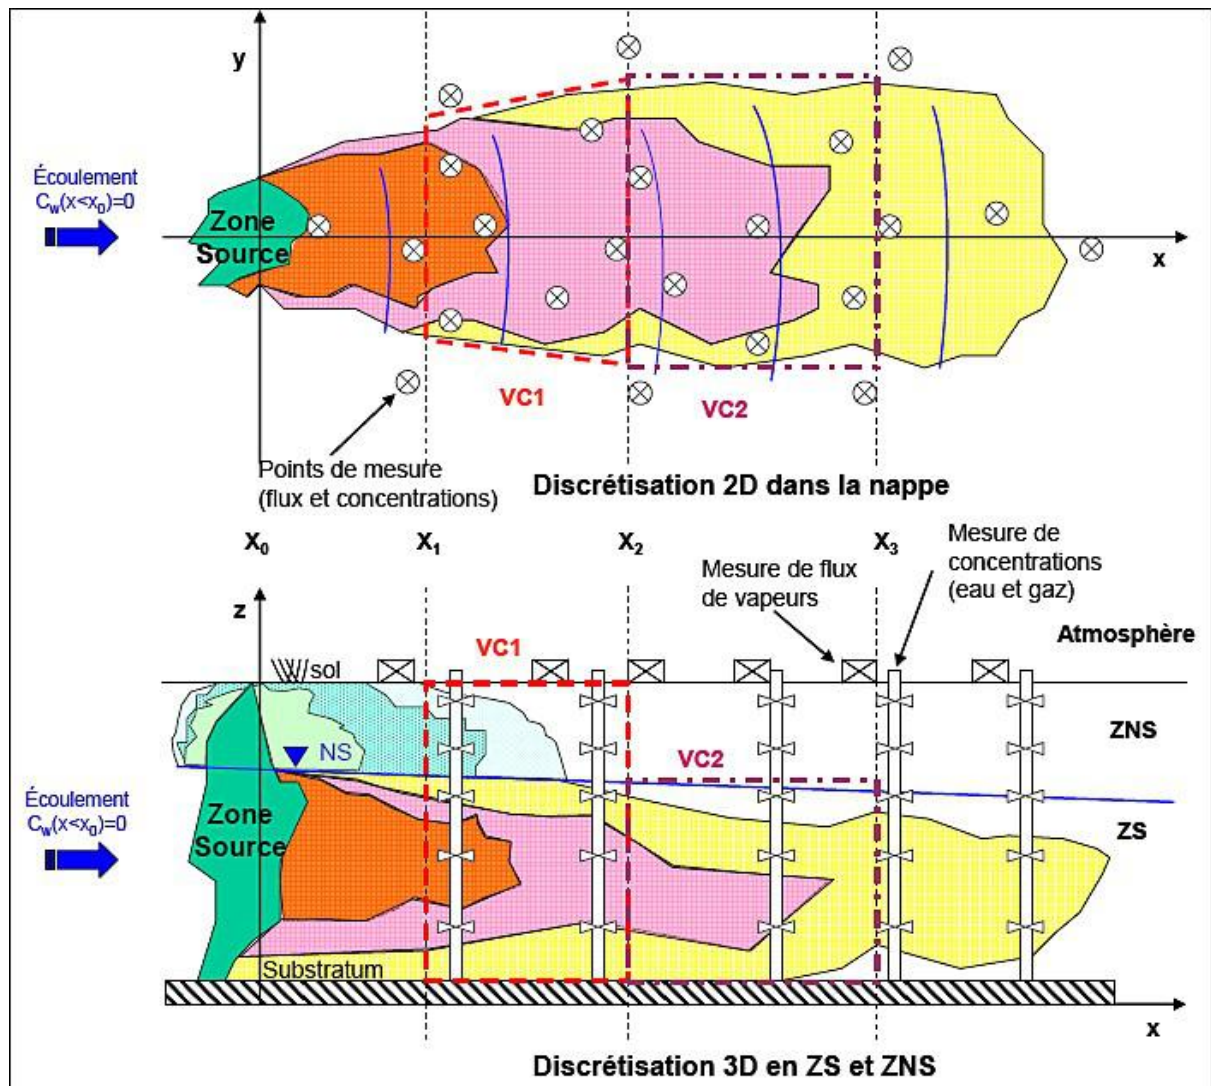 y
Écoulement
Cw(x<x0)=0
Zone
Source
x
VC1
VC2
Points de mesure
(flux et concentrations)
Discrétisation 2D dans la nappe
X0
X1
X2
X3
Mesure de
concentrations
(eau et gaz)
Mesure de flux
de vapeurs
z
Atmosphère
VC1
sol
ZNS
NS
VC2
Écoulement
Cw(x<x0)=0
Zone
Source
ZS
Substratum
x
Discrétisation 3D en ZS et ZNS